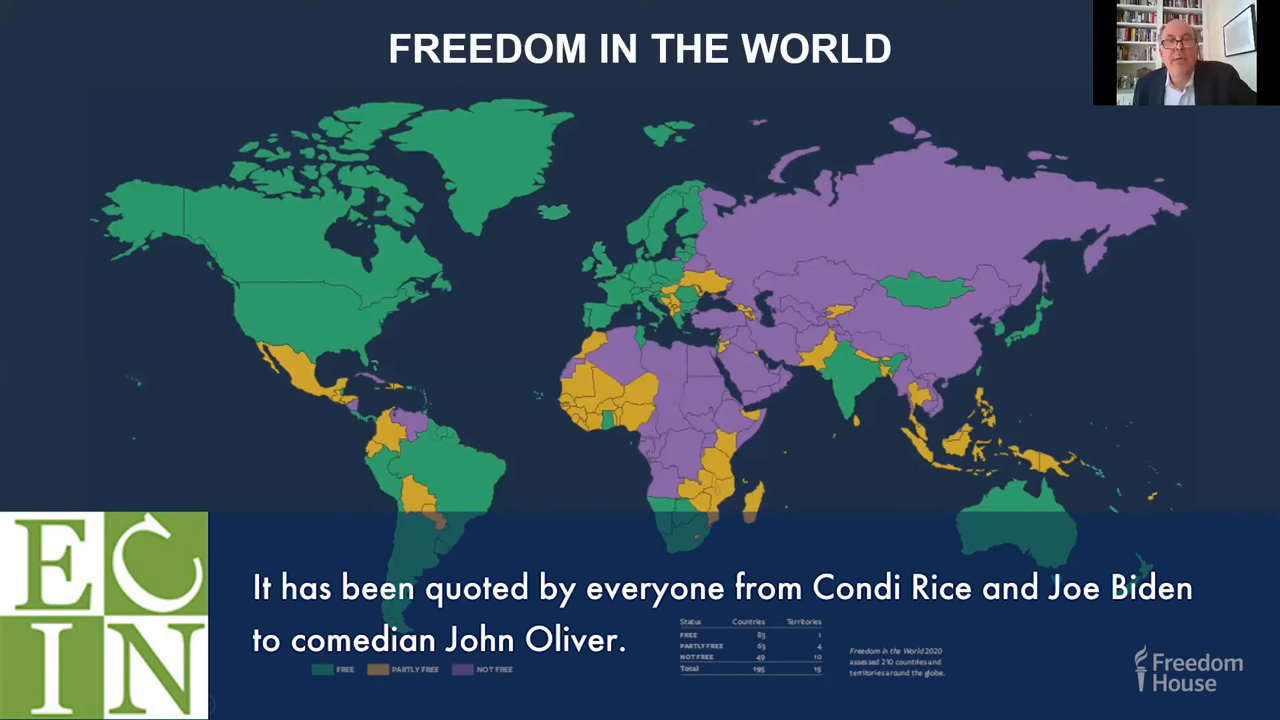 FREEDOM IN THE WORLD
E C
I N
It has been quoted by everyone from Condi Rice and Joe Biden
to comedian John Oliver.
Status Countries Territories
FREE 83 1
PARTLY FREE 63 4
NOT FREE 49 10
Total 195 15
Freedom in the World 2020
assessed 210 countries and
territories around the globe.
FREE PARTLY FREE NOT FREE
Freedom
House